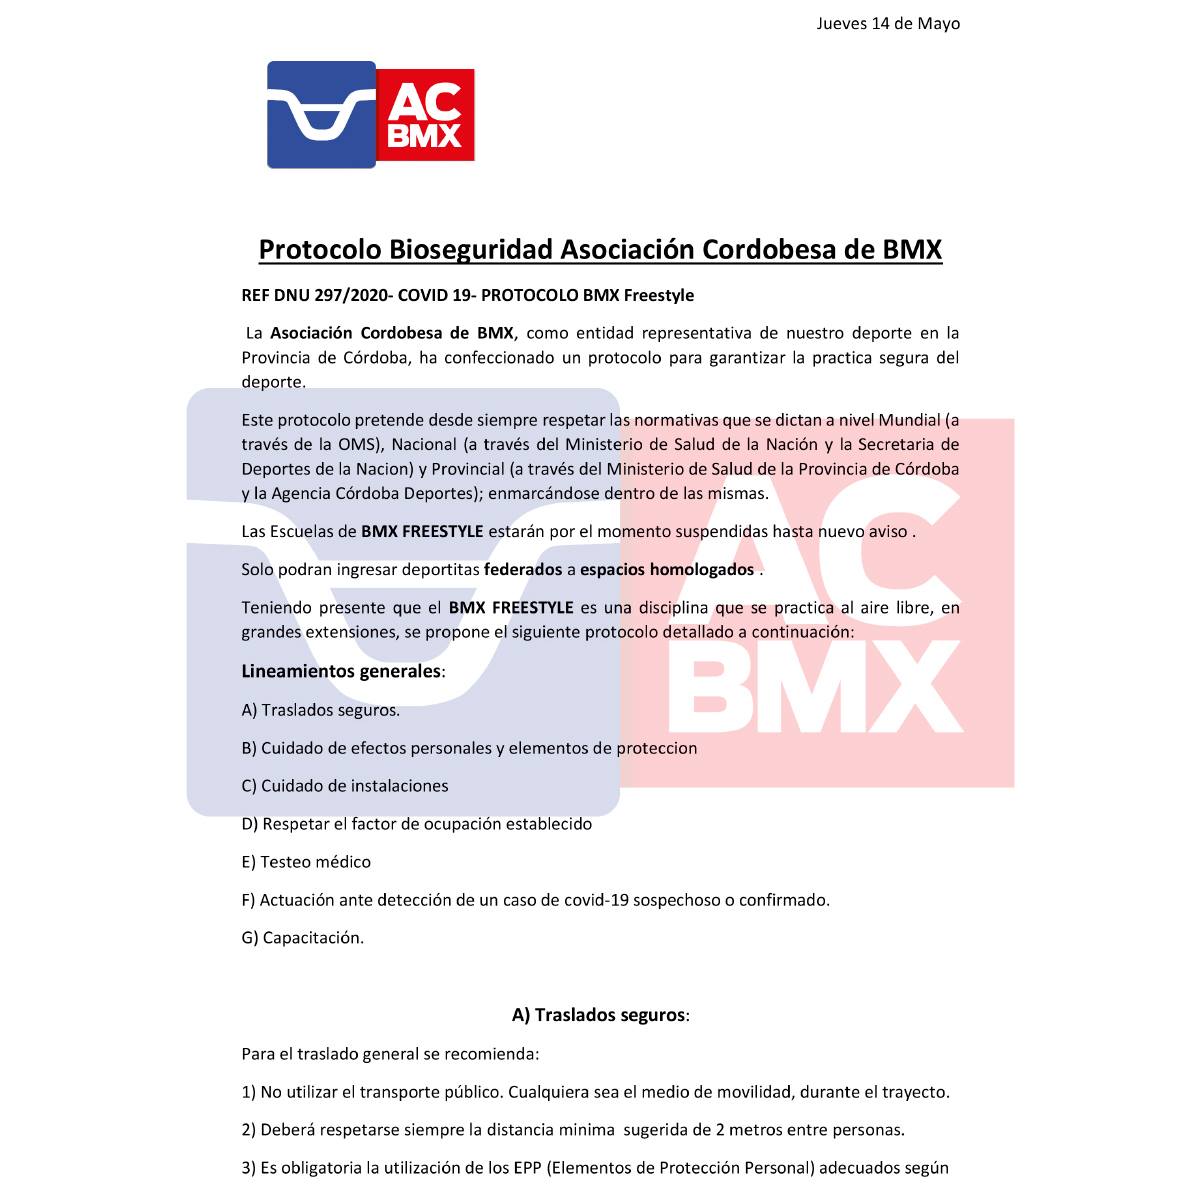 Jueves 14 de Mayo
AC
BMX
Protocolo Bioseguridad Asociación Cordobesa de BMX
REF DNU 297/2020- COVID 19- PROTOCOLO BMX Freestyle
La Asociación Cordobesa de BMX, como entidad representativa de nuestro deporte en la
Provincia de Córdoba, ha confeccionado un protocolo para garantizar la practica segura del
deporte.
Este protocolo pretende desde siempre respetar las normativas que se dictan a nivel Mundial (a
través de la OMS), Nacional (a través del Ministerio de Salud de la Nación y la Secretaria de
Deportes de la Nacion) y Provincial (a través del Ministerio de Salud de la Provincia de Córdoba
y la Agencia Córdoba Deportes); enmarcándose dentro de las mismas.
Las Escuelas de BMX FREESTYLE estarán por el momento suspendidas hasta nuevo aviso .
Solo podran ingresar deportitas federados a espacios homologados .
Teniendo presente que el BMX FREESTYLE es una disciplina que se practica al aire libre, en
grandes extensiones, se propone el siguiente protocolo detallado a continuación:
Lineamientos generales:
A) Traslados seguros.
B) Cuidado de efectos personales y elementos de proteccion
C) Cuidado de instalaciones
D) Respetar el factor de ocupación establecido
E) Testeo médico
F) Actuación ante detección de un caso de covid-19 sospechoso o confirmado.
G) Capacitación.
AC
BMX
A) Traslados seguros:
Para el traslado general se recomienda:
1) No utilizar el transporte público. Cualquiera sea el medio de movilidad, durante el trayecto.
2) Deberá respetarse siempre la distancia minima sugerida de 2 metros entre personas.
3) Es obligatoria la utilización de los EPP (Elementos de Protección Personal) adecuados según